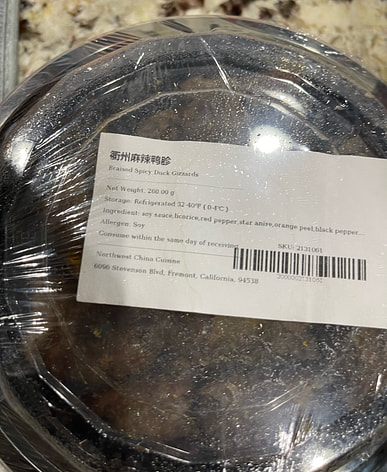 衢州麻辣鸭胗
Braised Spicy Duck Gizzards
Net Weight: 260.00 g
Storage: Refrigerated 32-40°F ( 0-4°C )
Ingredient: soy sauce,licorice,red pepper,star anise,orange peel,black pepper...
Allergen: Soy
Consume within the same day of receiving
SKU: 2131061
2000002131061
Northwest China Cuisine
6096 Stevenson Blvd, Fremont, California, 94538